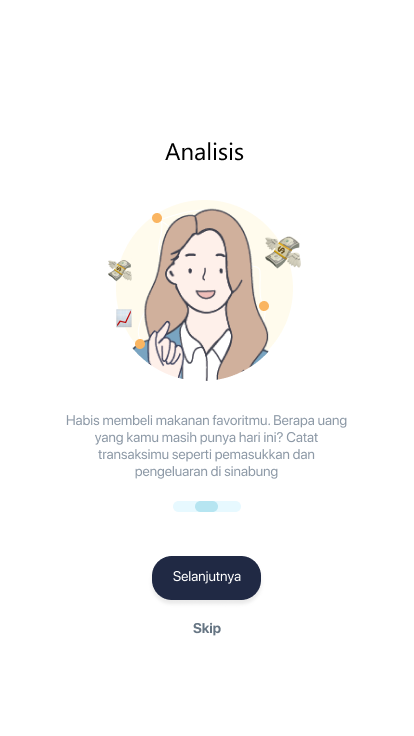 Analisis
Habis membeli makanan favoritmu. Berapa uang
yang kamu masih punya hari ini? Catat
transaksimu seperti pemasukkan dan
pengeluaran di sinabung
Selanjutnya
Skip